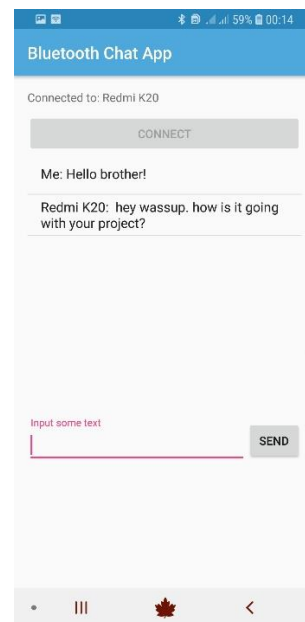 59% 00:14
Bluetooth Chat App
Connected to: Redmi K20
CONNECT
Me: Hello brother!
Redmi K20:  hey wassup. how is it going
with your project?
Input some text
SEND